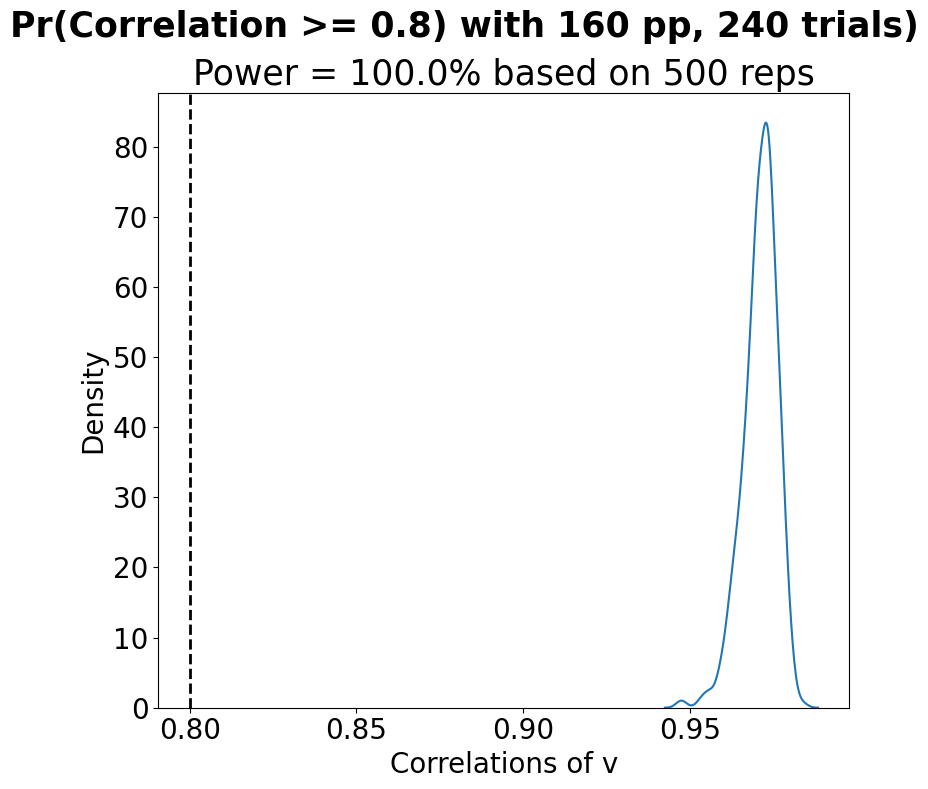 Pr(Correlation >= 0.8) with 160 pp, 240 trials)
Power = 100.0% based on 500 reps
Density
80
70
60
50
40
30
20
10
0
0.80 0.85 0.90 0.95
Correlations of v